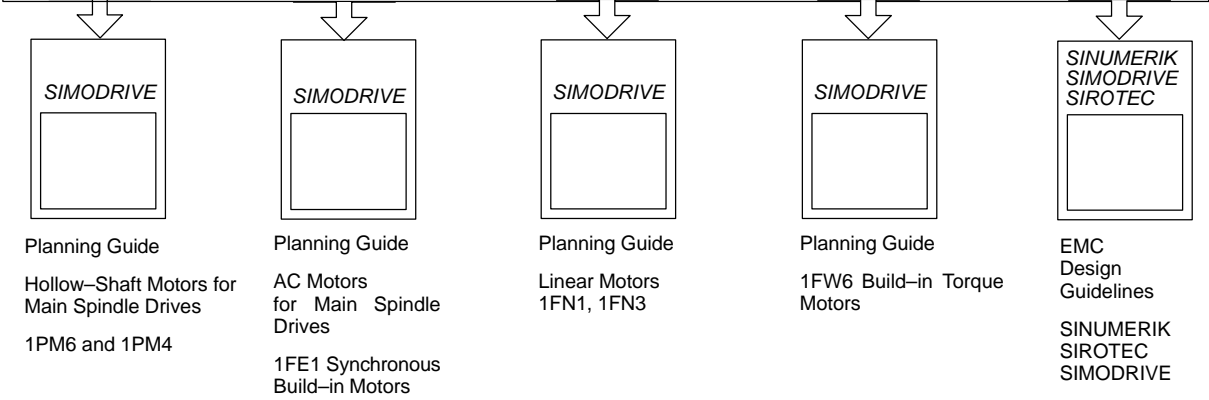 SIMODRIVE
Planning Guide
Hollow–Shaft Motors for
Main Spindle Drives
1PM6 and 1PM4
SIMODRIVE
Planning Guide
AC Motors
for Main Spindle
Drives
1FE1 Synchronous
Build–in Motors
SIMODRIVE
Planning Guide
Linear Motors
1FN1, 1FN3
SIMODRIVE
Planning Guide
1FW6 Build–in Torque
Motors
SINUMERIK
SIMODRIVE
SIROTEC
EMC
Design
Guidelines
SINUMERIK
SIROTEC
SIMODRIVE